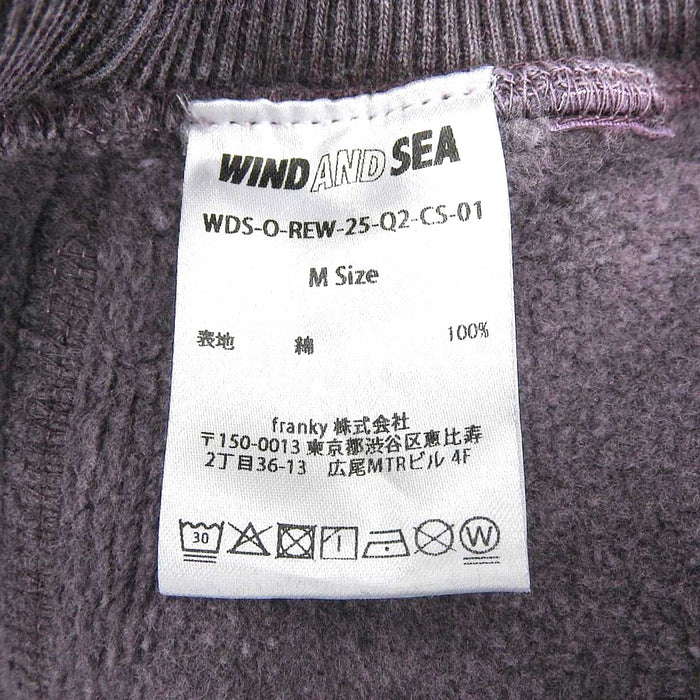 WIND AND SEA
WDS-O-REW-25-Q2-CS-01
M Size
表地 綿 100%
franky 株式会社
〒150-0013 東京都渋谷区恵比寿
2丁目36-13 広尾MTRビル 4F
30 W